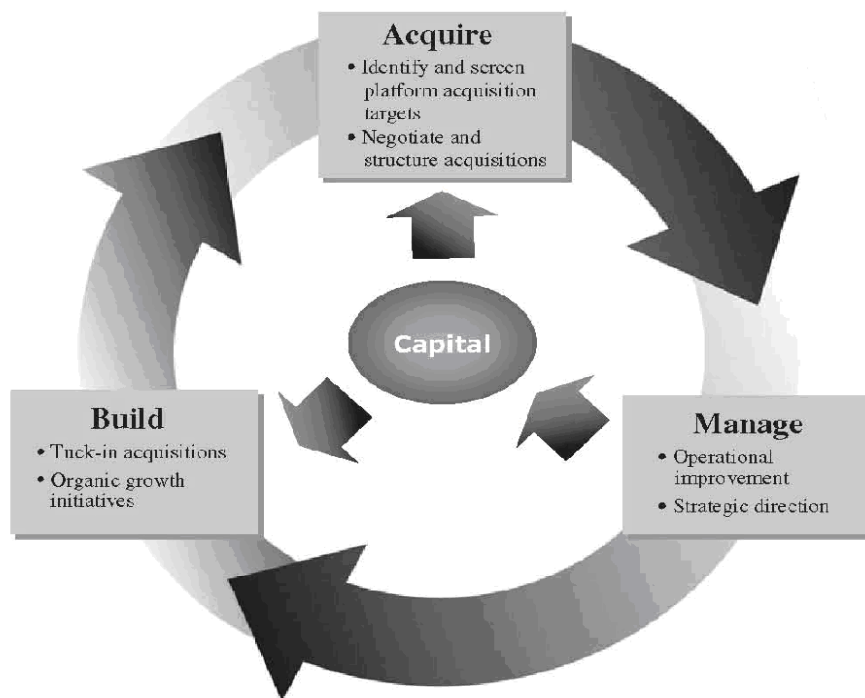 Acquire
• Identify and screen
platform acquisition
targets
• Negotiate and
structure acquisitions
Capital
Build
• Tuck-in acquisitions
• Organic growth
initiatives
Manage
• Operational
improvement
• Strategic direction